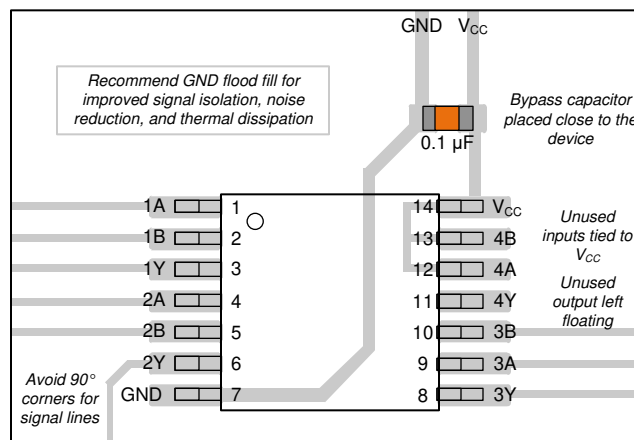 GND V_CC
Recommend GND flood fill for
improved signal isolation, noise
reduction, and thermal dissipation
Bypass capacitor
placed close to the
device
0.1 µF
1A 1 14 V_CC
1B 2 13 4B
1Y 3 12 4A
2A 4 11 4Y
2B 5 10 3B
2Y 6 9 3A
GND 7 8 3Y
Unused
inputs tied to
V_CC
Unused
output left
floating
Avoid 90°
corners for
signal lines